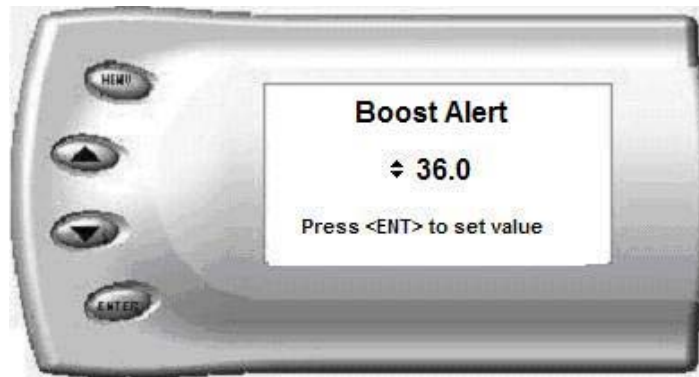 MENU
Boost Alert
36.0
Press <ENT> to set value
ENTER